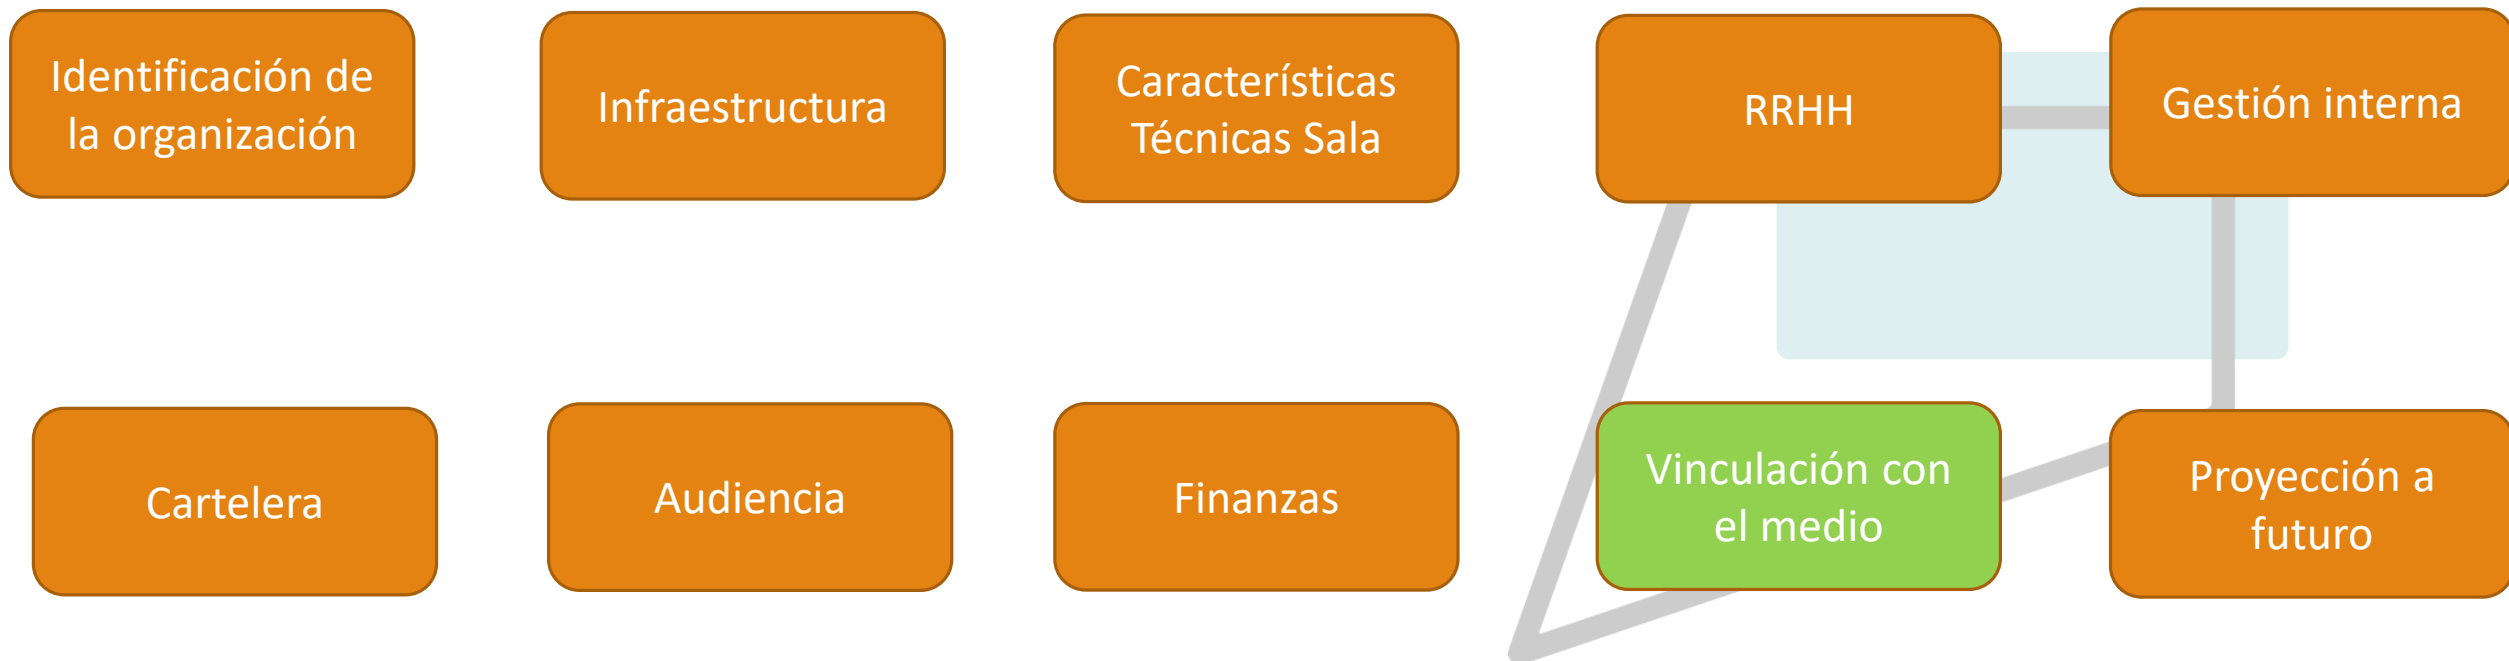 Identificación de
la organización
Infraestructura
Características
Técnicas Sala
RRHH
Gestión interna
Cartelera
Audiencia
Finanzas
Vinculación con
el medio
Proyección a
futuro